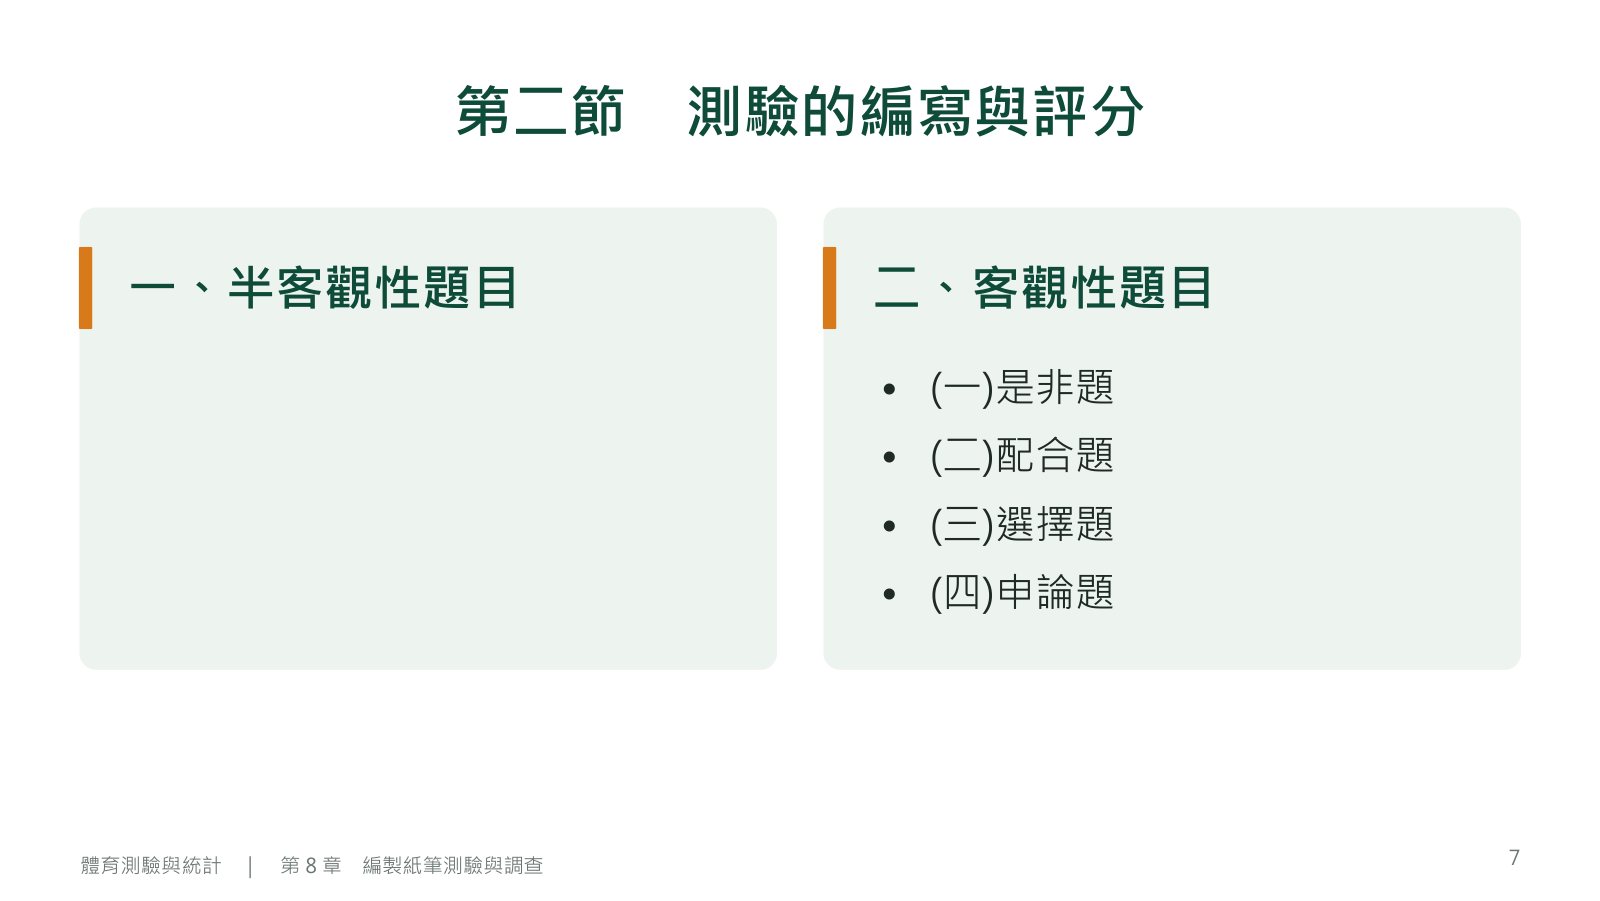 第二節　測驗的編寫與評分
一、半客觀性題目
二、客觀性題目
• (一)是非題
• (二)配合題
• (三)選擇題
• (四)申論題
體育測驗與統計　|　第 8 章　編製紙筆測驗與調查
7